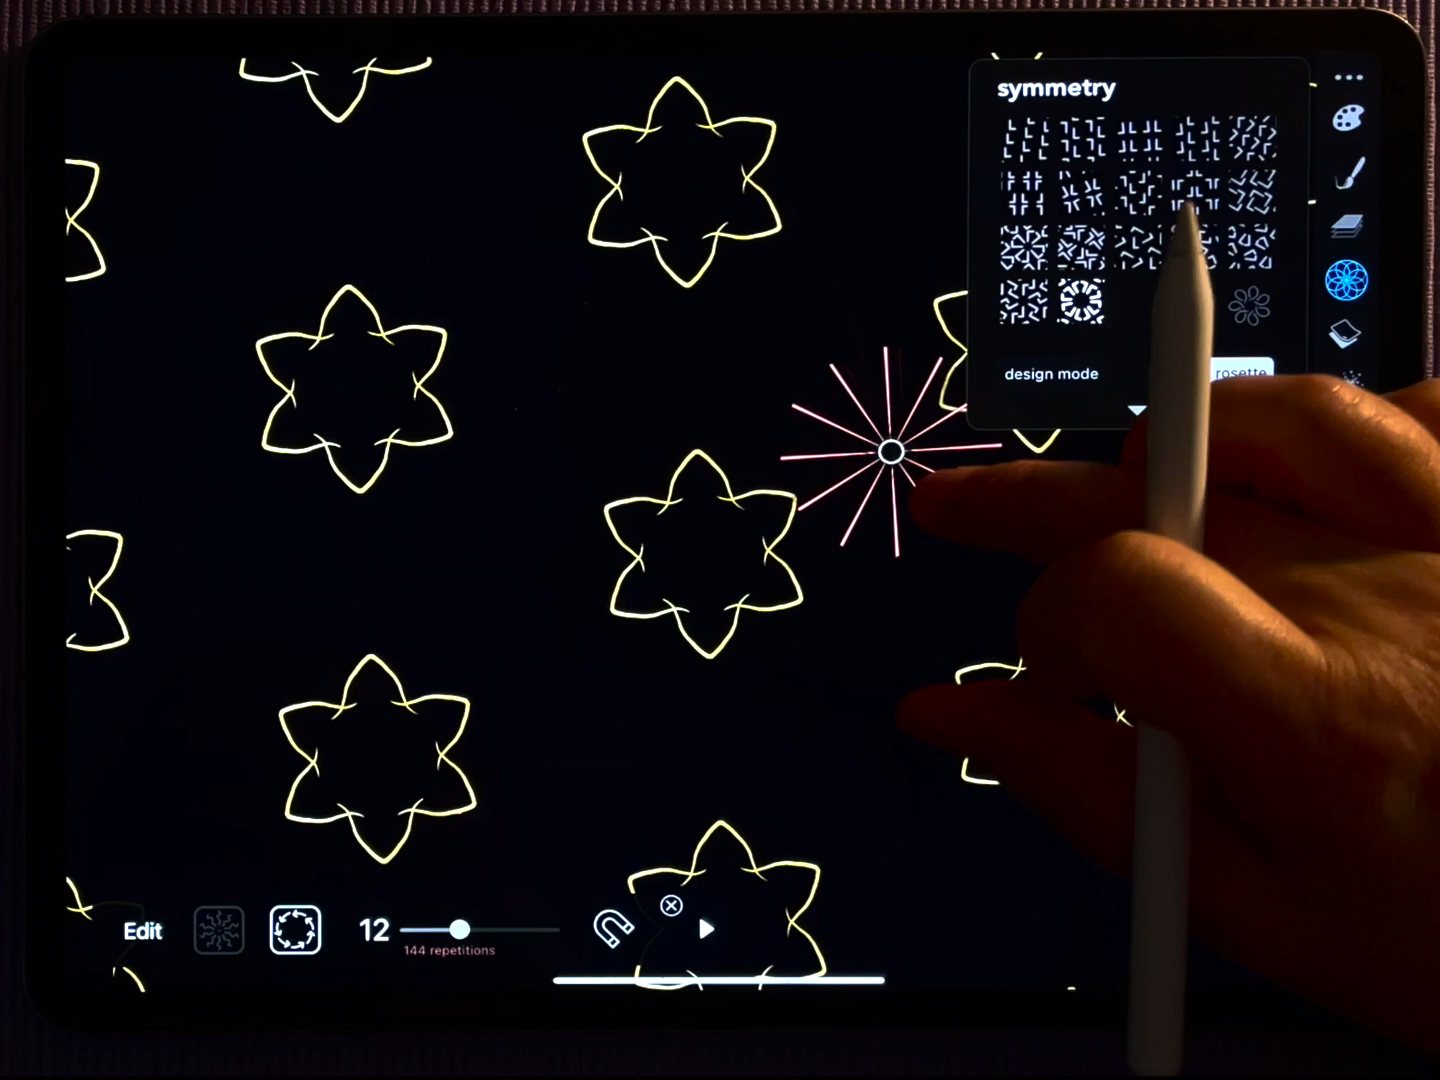 symmetry
design mode
rosette
Edit
12
144 repetitions